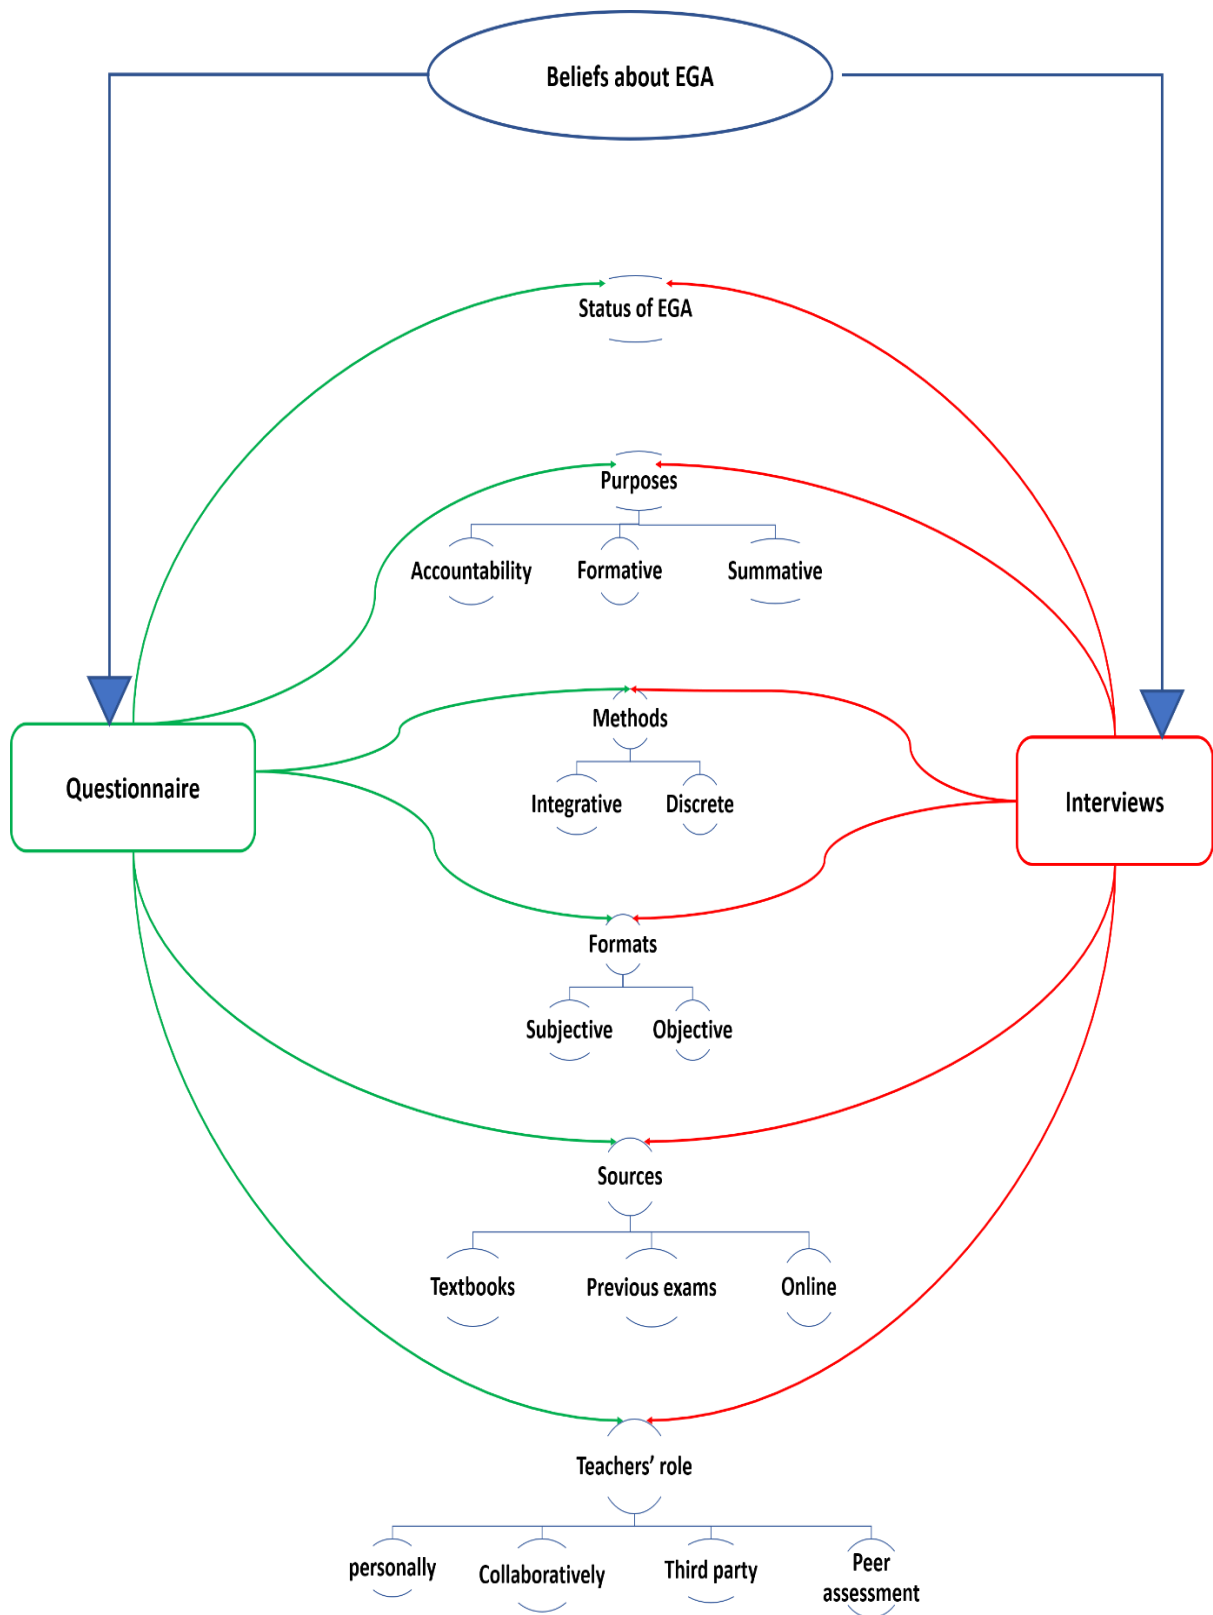 Beliefs about EGA
Status of EGA
Purposes
Accountability
Formative
Summative
Methods
Questionnaire
Interviews
Integrative
Discrete
Formats
Subjective
Objective
Sources
Textbooks
Previous exams
Online
Teachers’ role
personally
Collaboratively
Third party
Peer
assessment